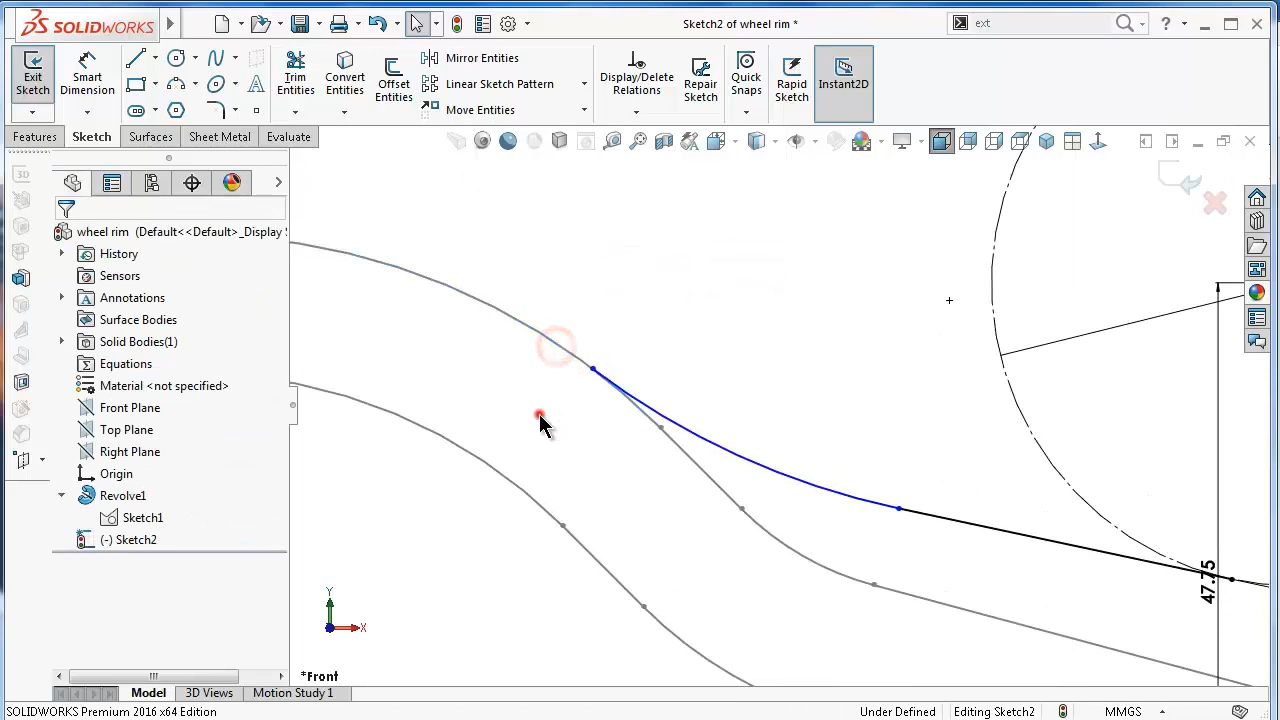 SOLIDWORKS
Sketch2 of wheel rim *
ext
?
Exit Sketch
Smart Dimension
Trim Entities
Convert Entities
Offset Entities
Mirror Entities
Linear Sketch Pattern
Move Entities
Display/Delete Relations
Repair Sketch
Quick Snaps
Rapid Sketch
Instant2D
Features
Sketch
Surfaces
Sheet Metal
Evaluate
3D
wheel rim (Default<<Default>_Display
History
Sensors
Annotations
Surface Bodies
Solid Bodies(1)
Equations
Material <not specified>
Front Plane
Top Plane
Right Plane
Origin
Revolve1
Sketch1
(-) Sketch2
47.75
Y
X
*Front
Model
3D Views
Motion Study 1
SOLIDWORKS Premium 2016 x64 Edition
Under Defined
Editing Sketch2
MMGS